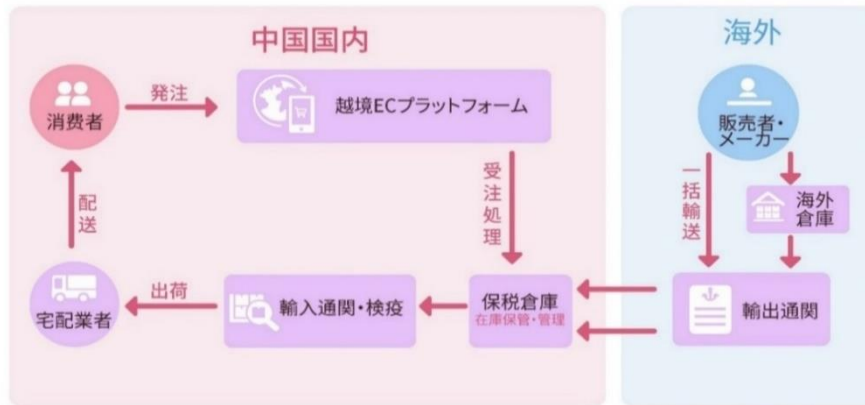 中国国内
海外
消費者
発注
越境ECプラットフォーム
販売者・
メーカー
配送
受注処理
一括輸送
海外
倉庫
宅配業者
出荷
輸入通関・検疫
保税倉庫
在庫保管・管理
輸出通関